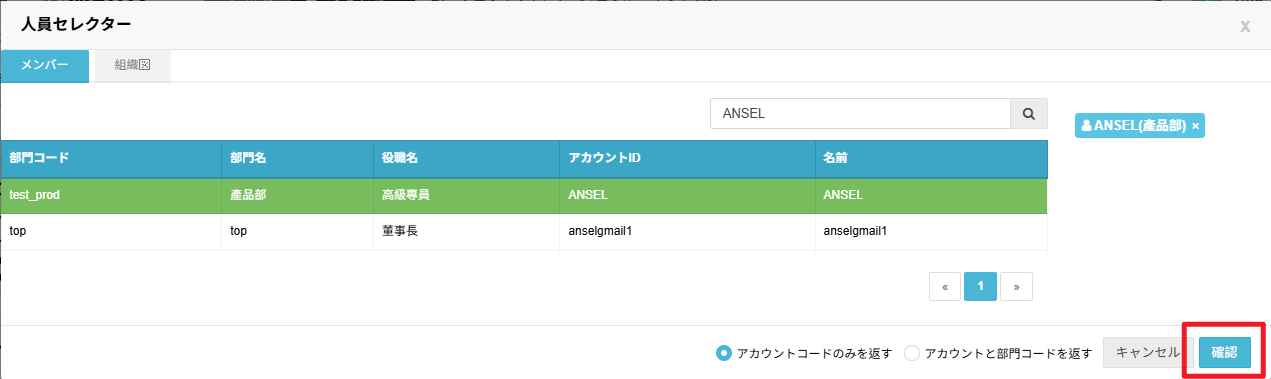 人員セレクター
X
メンバー
組織図
ANSEL
ANSEL(產品部) ×
部門コード 部門名 役職名 アカウントID 名前
test_prod 產品部 高級專員 ANSEL ANSEL
top top 董事長 anselgmail1 anselgmail1
« 1 »
アカウントコードのみを返す アカウントと部門コードを返す キャンセル 確認